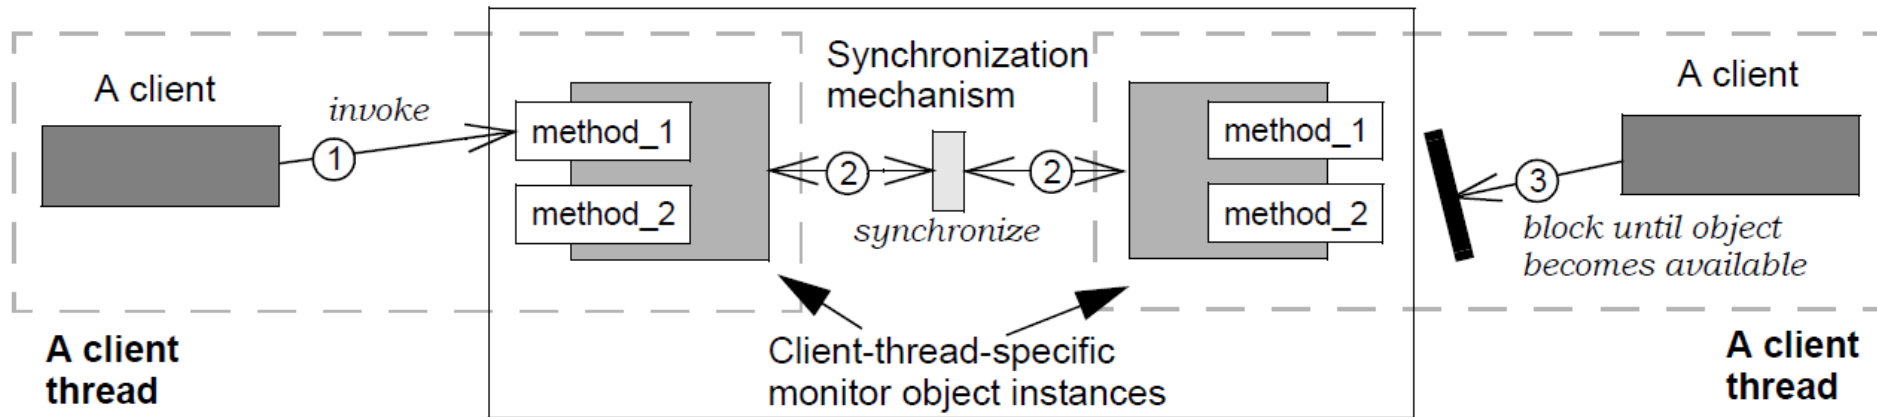 A client
invoke
1
method_1
method_2
A client
thread
Synchronization
mechanism
2
2
synchronize
Client-thread-specific
monitor object instances
method_1
method_2
A client
3
block until object
becomes available
A client
thread